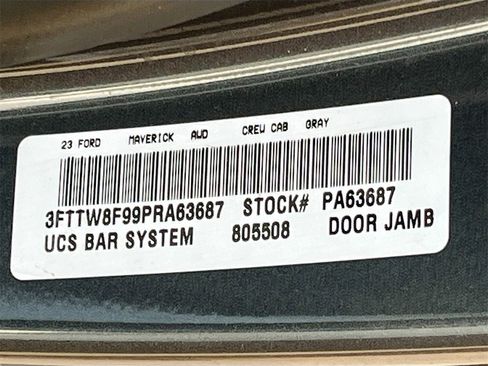 23 FORD MAVERICK AWD CREW CAB GRAY
3FTTW8F99PRA63687 STOCK# PA63687
UCS BAR SYSTEM 805508 DOOR JAMB